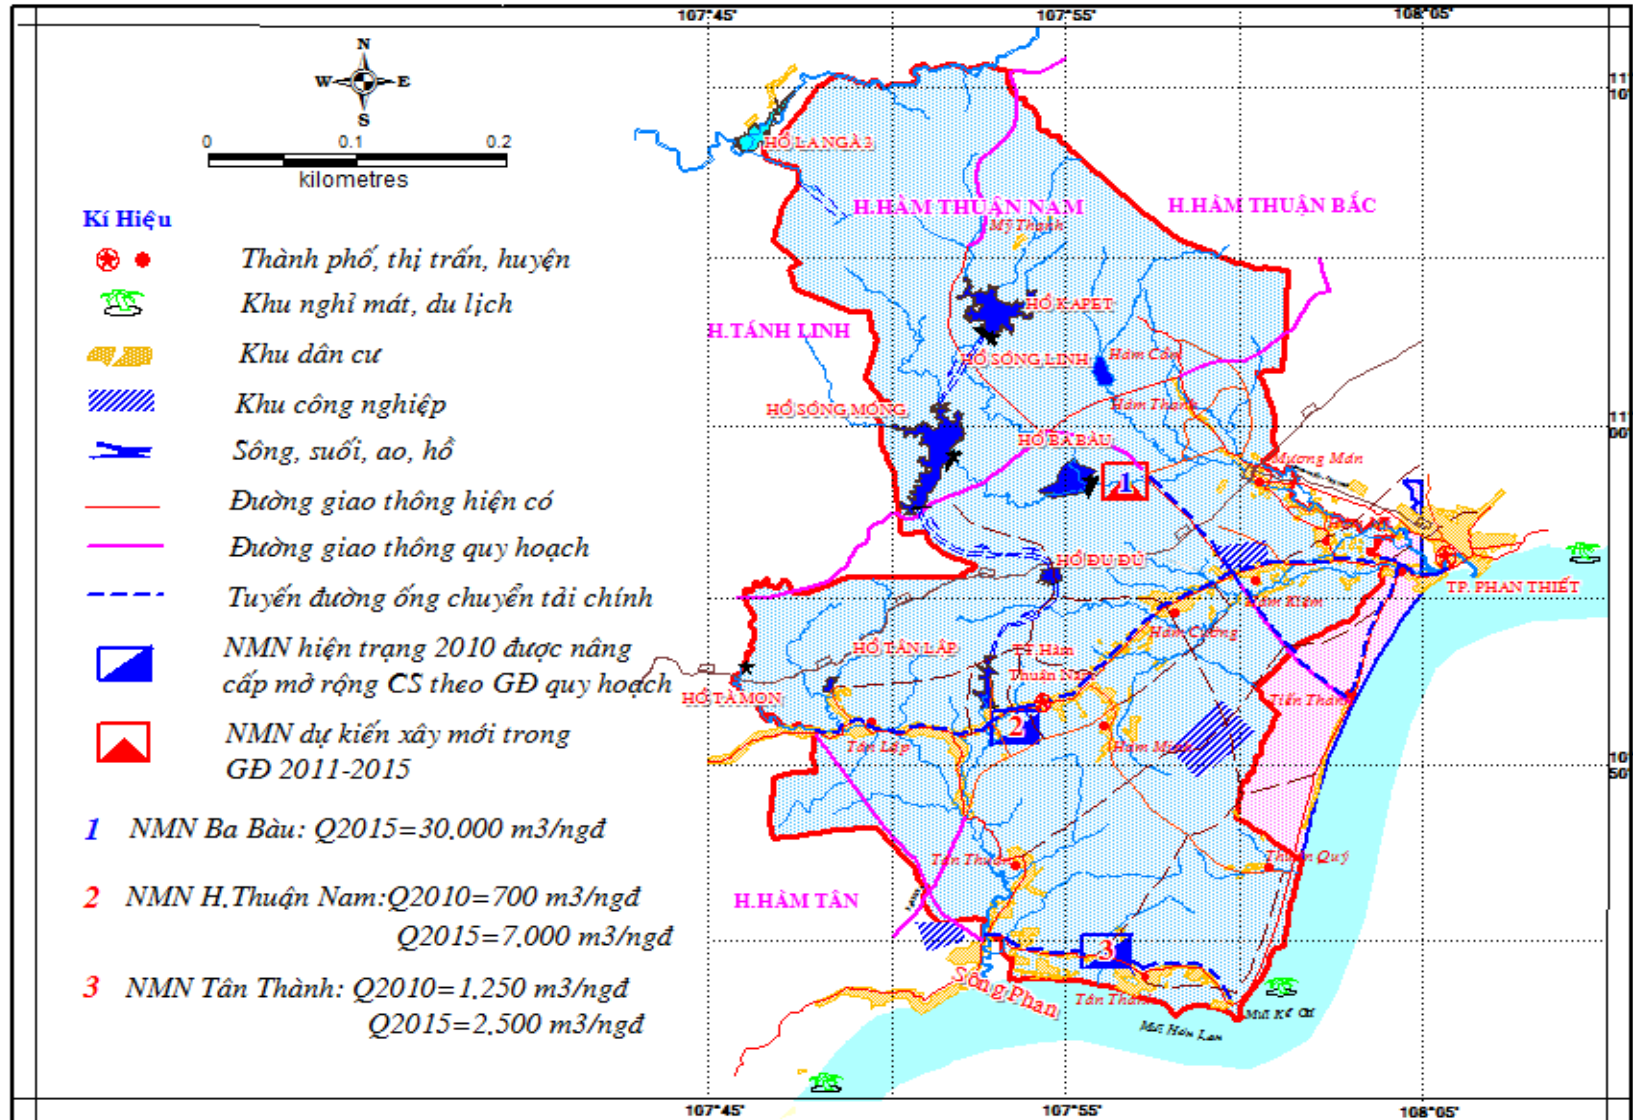 107°45'
107°55'
108°05'
N
W
E
S
0
0.1
0.2
kilometres
Kí Hiệu
Thành phố, thị trấn, huyện
Khu nghỉ mát, du lịch
Khu dân cư
Khu công nghiệp
Sông, suối, ao, hồ
Đường giao thông hiện có
Đường giao thông quy hoạch
Tuyến đường ống chuyển tải chính
NMN hiện trạng 2010 được nâng
cấp mở rộng CS theo GĐ quy hoạch
NMN dự kiến xây mới trong
GĐ 2011-2015
1 NMN Ba Bàu: Q2015=30.000 m3/ngđ
2 NMN H.Thuận Nam:Q2010=700 m3/ngđ
Q2015=7.000 m3/ngđ
3 NMN Tân Thành: Q2010=1.250 m3/ngđ
Q2015=2.500 m3/ngđ
HỒ LANGÀ 3
H.HÀM THUẬN NAM
H.HÀM THUẬN BẮC
Mỹ Thạnh
HỒ KAPET
H.TÁNH LINH
HỒ SÔNG LINH
Hàm Cần
HỒ SÔNG MÓNG
Hàm Thạnh
HỒ BA BÀU
Mương Mán
1
HỒ ĐU ĐỦ
TP. PHAN THIẾT
Hàm Kiệm
Hàm Cường
HỒ TÂN LẬP
TT.Hàm
Thuận Nam
HỒ TÀ MON
Tiến Thành
2
Tân Lập
Hàm Minh
Tân Thuận
Thuận Quý
H.HÀM TÂN
3
Sông Phan
Tân Thành
Mũi Kê Gà
107°45'
107°55'
108°05'